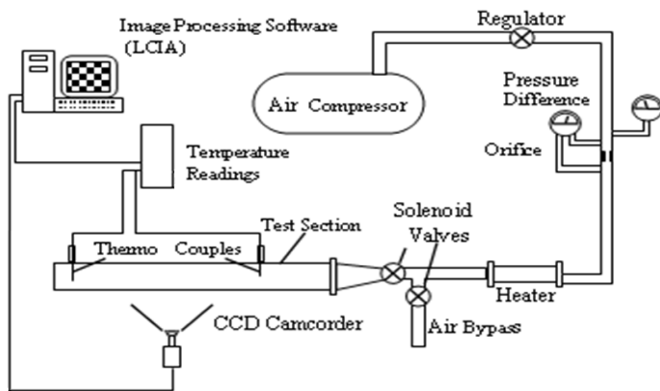 Image Processing Software
(LCIA)
Regulator
Air Compressor
Pressure
Difference
Orifice
Temperature
Readings
Solenoid
Valves
Test Section
Thermo
Couples
Heater
CCD Camcorder
Air Bypass